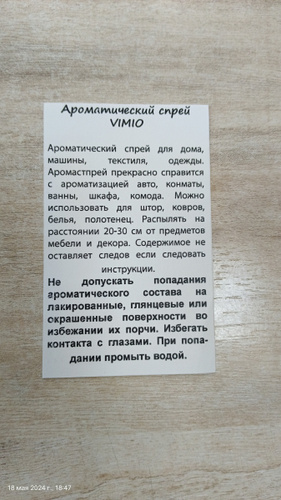 Ароматический спрей
VIMIO
Ароматический спрей для дома,
машины, текстиля, одежды.
Аромастпрей прекрасно справится
с ароматизацией авто, конматы,
ванны, шкафа, комода. Можно
использовать для штор, ковров,
белья, полотенец. Распылять на
расстоянии 20-30 см от предметов
мебели и декора. Содержимое не
оставляет следов если следовать
инструкции.
Не допускать попадания
ароматического состава на
лакированные, глянцевые или
окрашенные поверхности во
избежании их порчи. Избегать
контакта с глазами. При попа-
дании промыть водой.
18 мая 2024 г., 18:47